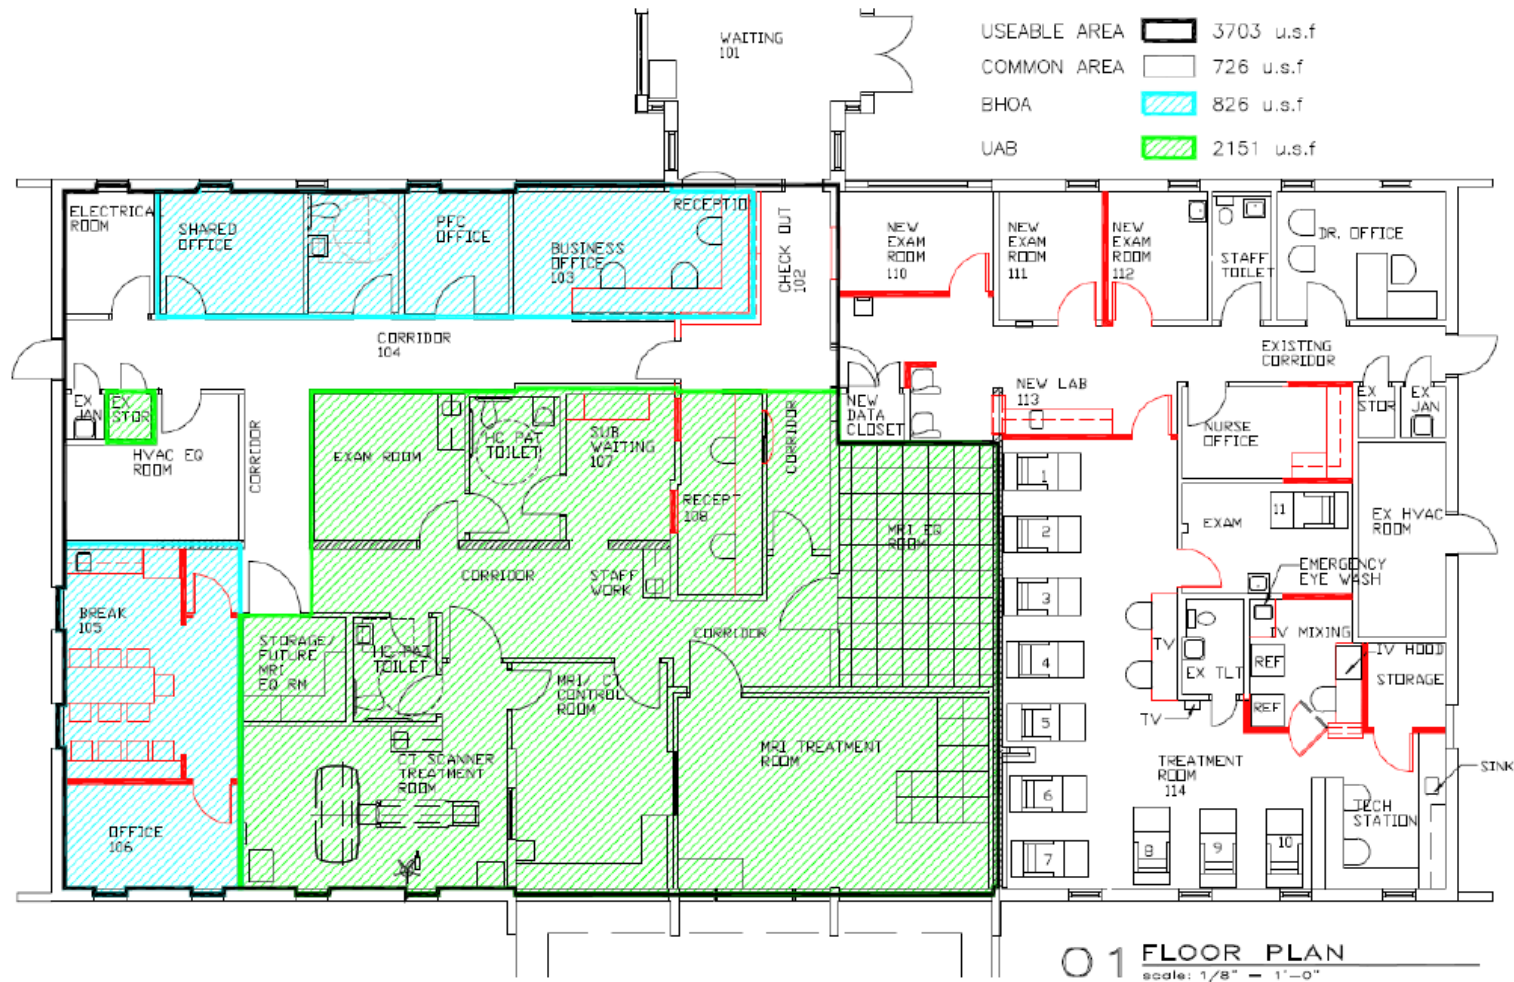 WAITING
101
USEABLE AREA 3703 u.s.f
COMMON AREA 726 u.s.f
BHOA 826 u.s.f
UAB 2151 u.s.f
ELECTRICA
ROOM
SHARED
OFFICE
PFC
OFFICE
BUSINESS
OFFICE
103
RECEPTIO
CHECK OUT
102
NEW
EXAM
ROOM
110
NEW
EXAM
ROOM
111
NEW
EXAM
ROOM
112
STAFF
TOILET
DR. OFFICE
CORRIDOR
104
EXISTING
CORRIDOR
EX
JAN
EX
STOR
HVAC EQ
ROOM
CORRIDOR
EXAM ROOM
HC PAT
TOILET
SUB
WAITING
107
RECEPT
108
CORRIDOR
NEW
DATA
CLOSET
NEW LAB
113
NURSE
OFFICE
EX
STOR
EX
JAN
MRI EQ
ROOM
1
2
3
4
5
6
7
8
9
10
11
EXAM
EX HVAC
ROOM
EMERGENCY
EYE WASH
CORRIDOR
STAFF
WORK
CORRIDOR
BREAK
105
STORAGE/
FUTURE
MRI
EQ RM
HC PAT
TOILET
MRI/ CT
CONTROL
ROOM
TV
EX TLT
IV MIXING
REF
REF
IV HOOD
STORAGE
TV
CT SCANNER
TREATMENT
ROOM
MRI TREATMENT
ROOM
TREATMENT
ROOM
114
SINK
TECH
STATION
OFFICE
106
01 FLOOR PLAN
scale: 1/8" = 1'-0"